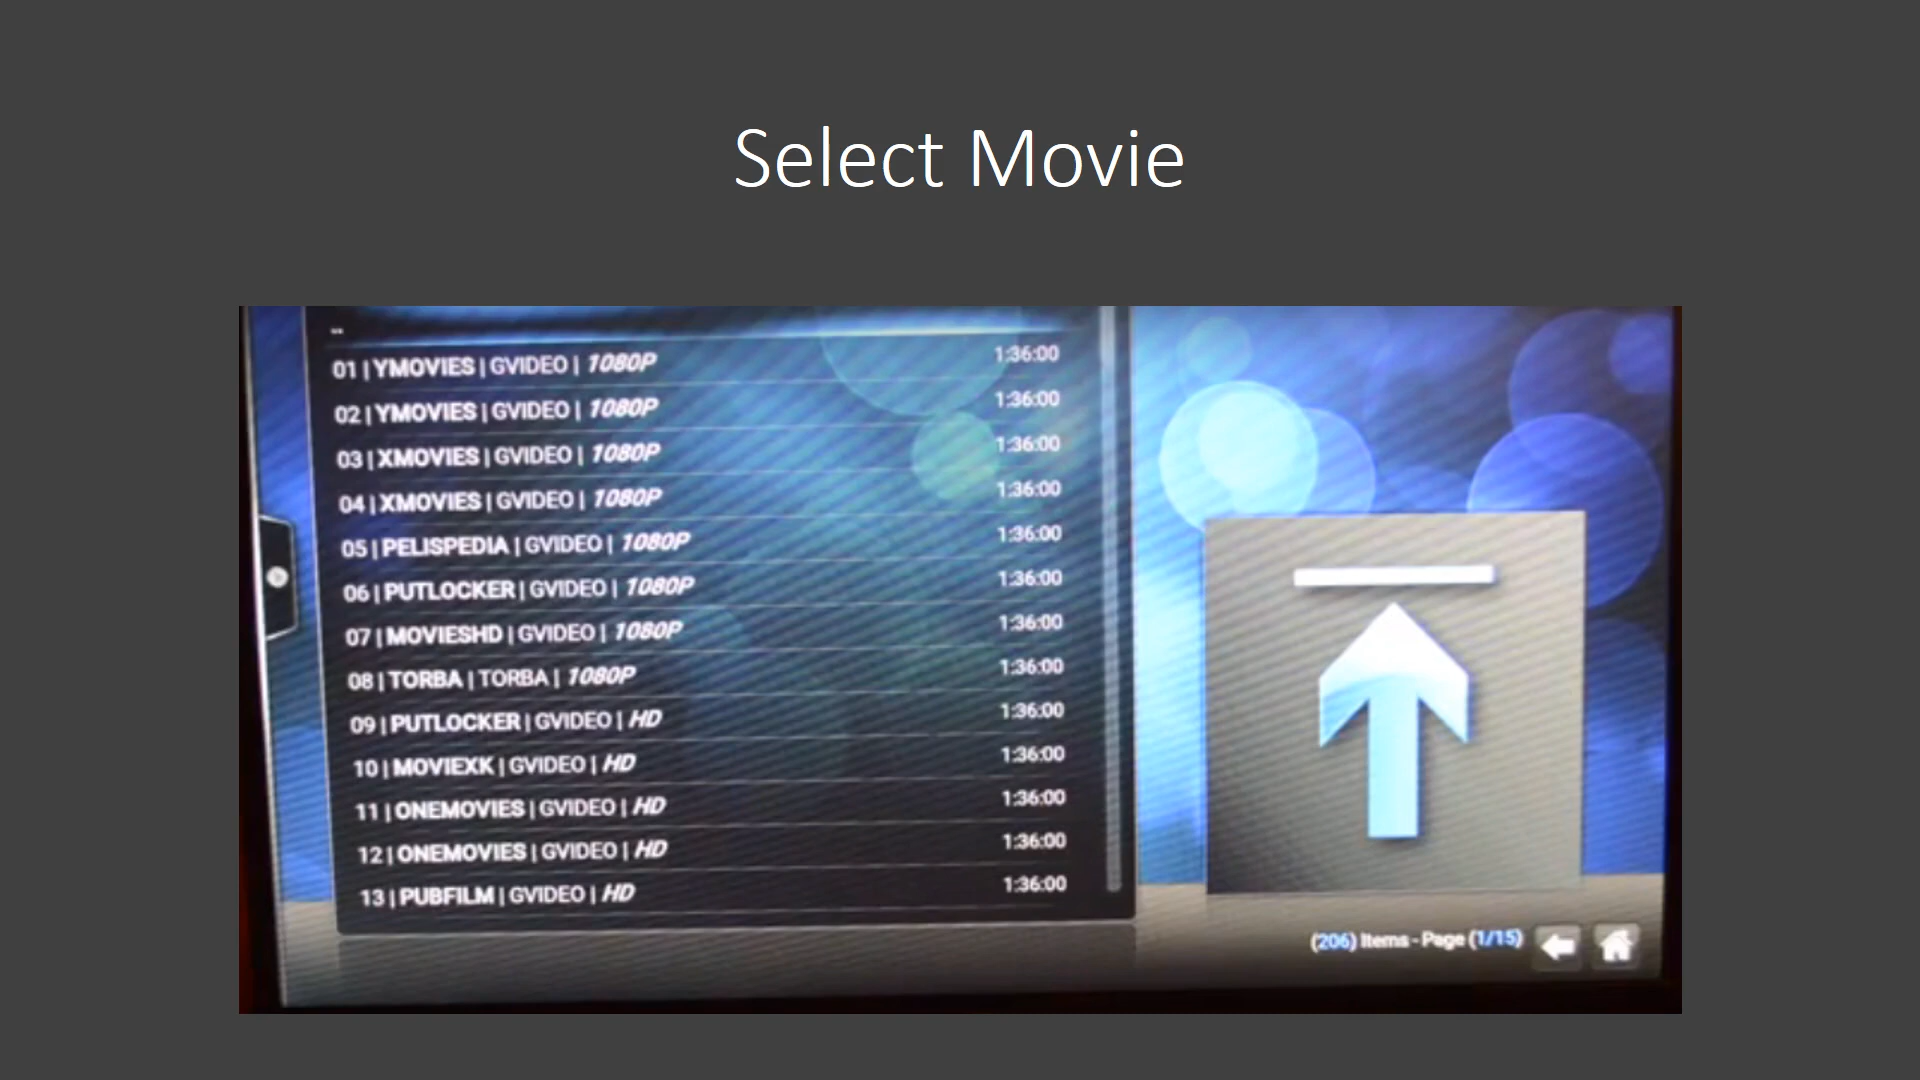 Select Movie
..
01 | YMOVIES | GVIDEO | 1080P 1:36:00
02 | YMOVIES | GVIDEO | 1080P 1:36:00
03 | XMOVIES | GVIDEO | 1080P 1:36:00
04 | XMOVIES | GVIDEO | 1080P 1:36:00
05 | PELISPEDIA | GVIDEO | 1080P 1:36:00
06 | PUTLOCKER | GVIDEO | 1080P 1:36:00
07 | MOVIESHD | GVIDEO | 1080P 1:36:00
08 | TORBA | TORBA | 1080P 1:36:00
09 | PUTLOCKER | GVIDEO | HD 1:36:00
10 | MOVIEXK | GVIDEO | HD 1:36:00
11 | ONEMOVIES | GVIDEO | HD 1:36:00
12 | ONEMOVIES | GVIDEO | HD 1:36:00
13 | PUBFILM | GVIDEO | HD 1:36:00
(206) Items - Page (1/15)